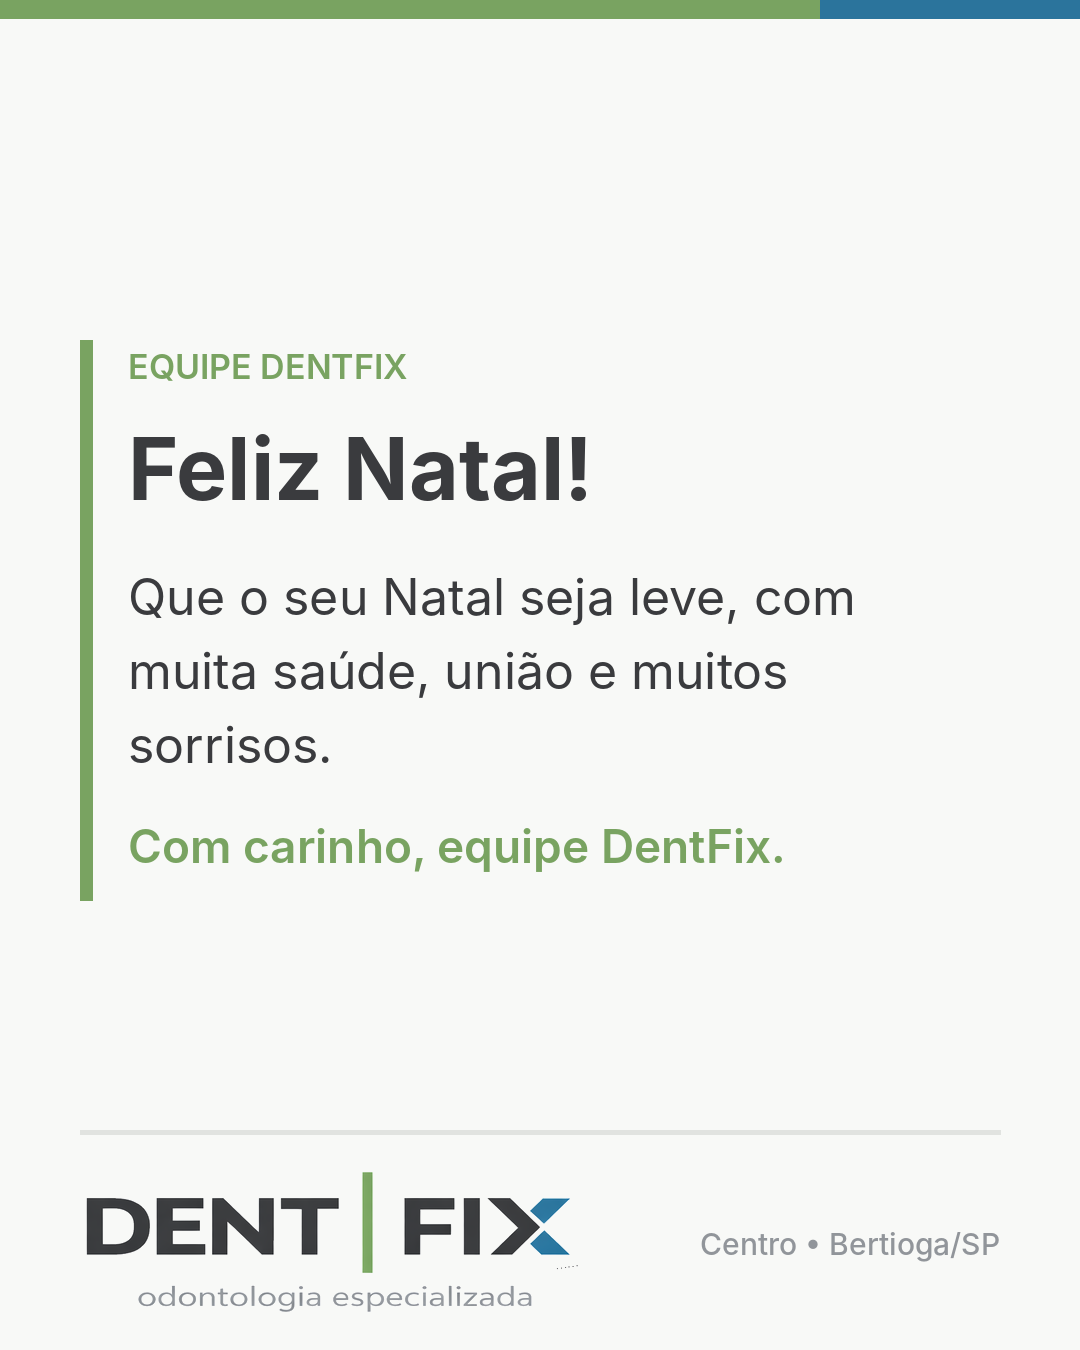 EQUIPE DENTFIX
Feliz Natal!
Que o seu Natal seja leve, com
muita saúde, união e muitos
sorrisos.
Com carinho, equipe DentFix.
DENT FIX
odontologia especializada
Centro • Bertioga/SP